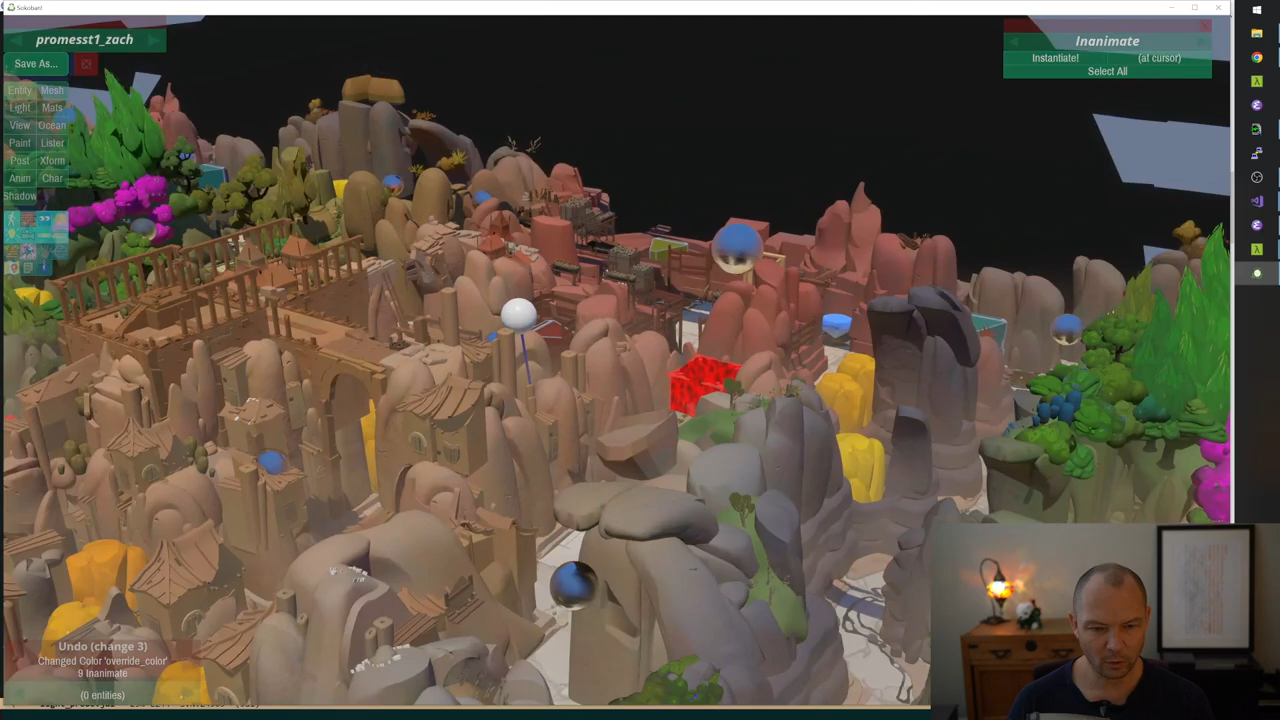 Sokoban!
promesst1_zach
Save As...
Entity Mesh
Light Mats
View Ocean
Paint Lister
Post Xform
Anim Char
Shadow
Inanimate
Instantiate! (at cursor)
Select All
Undo (change 3)
Changed Color 'override_color'
9 Inanimate
(0 entities)